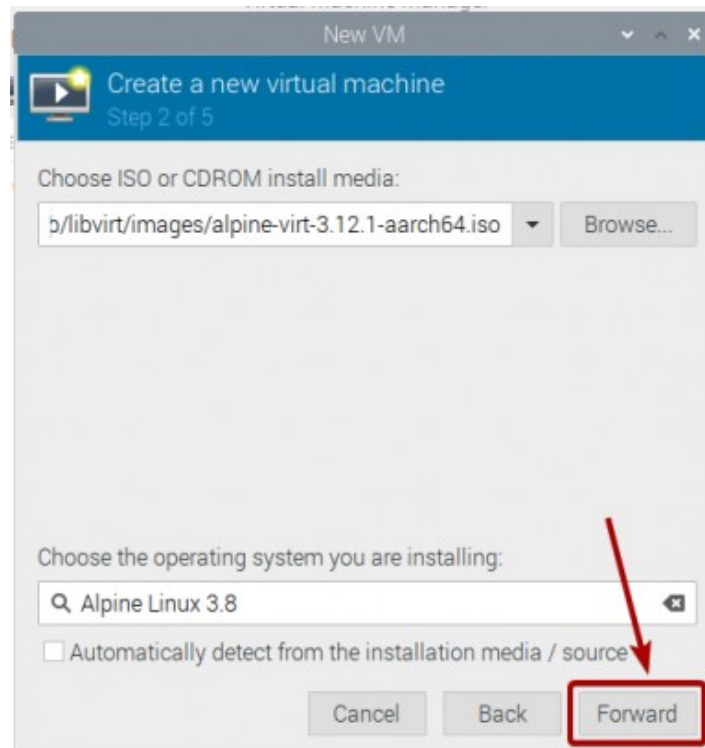 New VM
Create a new virtual machine
Step 2 of 5
Choose ISO or CDROM install media:
b/libvirt/images/alpine-virt-3.12.1-aarch64.iso
Browse...
Choose the operating system you are installing:
Alpine Linux 3.8
Automatically detect from the installation media / source
Cancel Back Forward